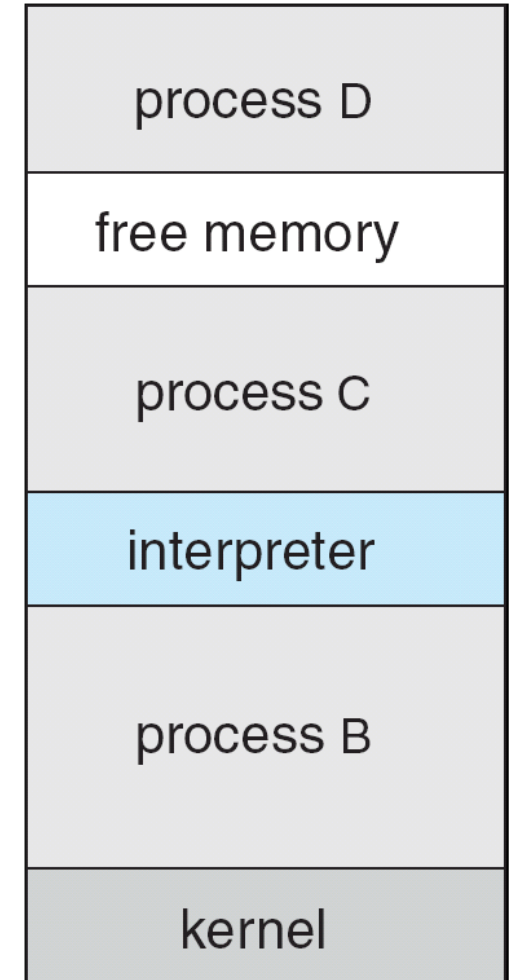 process D
free memory
process C
interpreter
process B
kernel